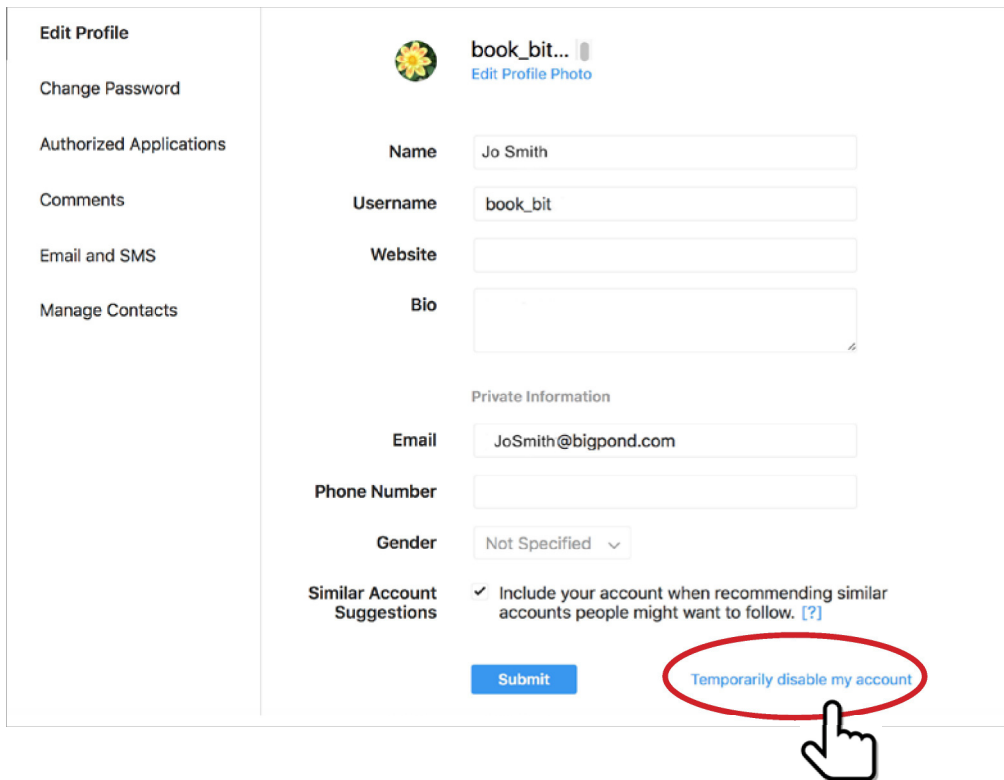 Edit Profile
Change Password
Authorized Applications
Comments
Email and SMS
Manage Contacts
book_bit...
Edit Profile Photo
Name
Jo Smith
Username
book_bit
Website
Bio
Private Information
Email
JoSmith@bigpond.com
Phone Number
Gender
Not Specified
Similar Account
Suggestions
Include your account when recommending similar
accounts people might want to follow. [?]
Submit
Temporarily disable my account